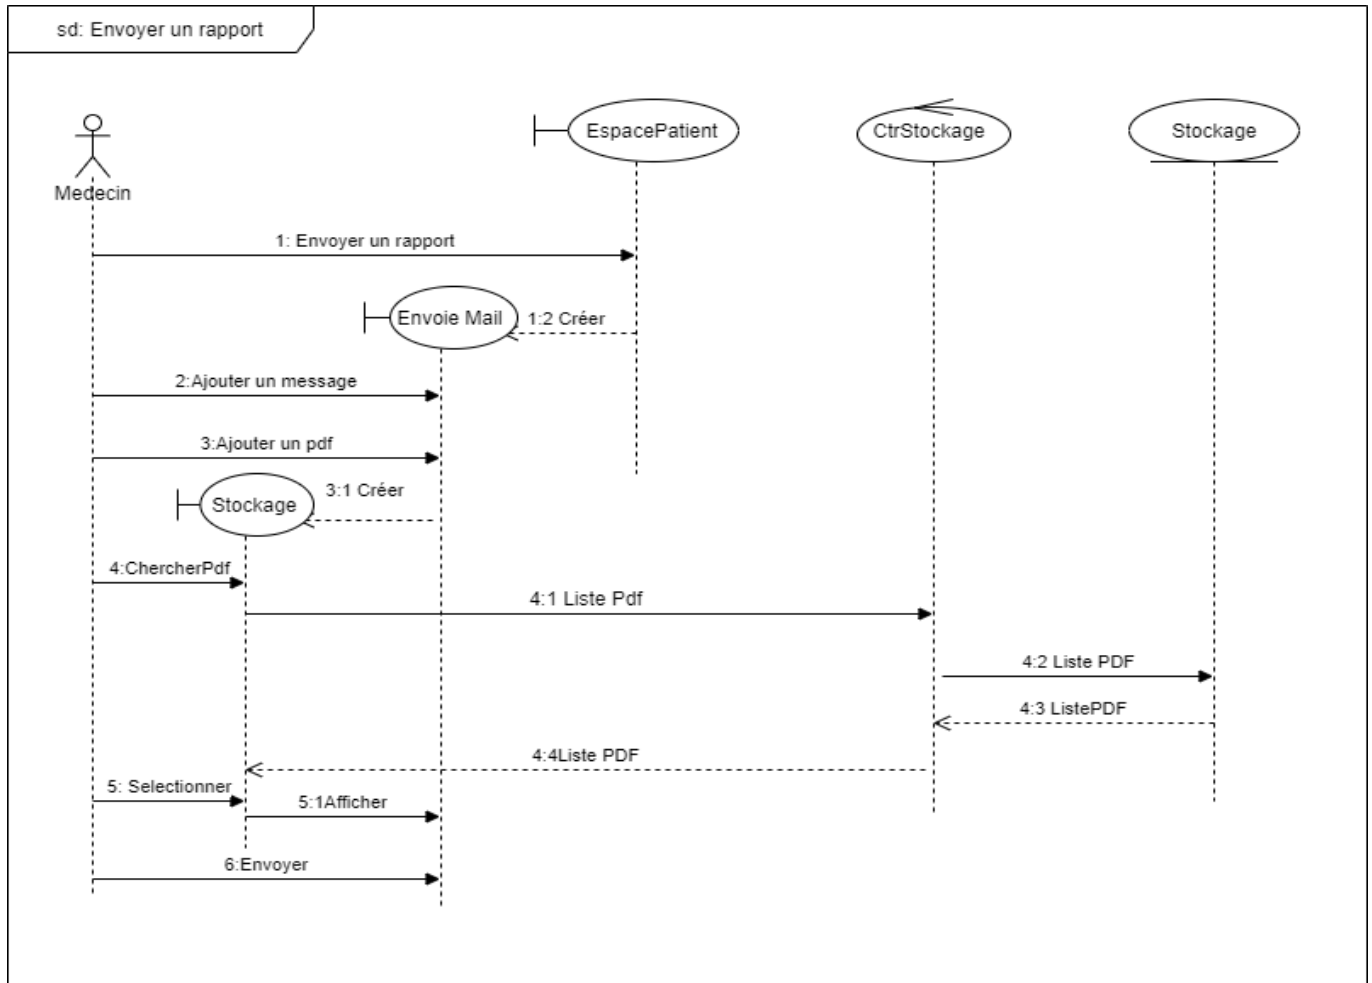 sd: Envoyer un rapport
EspacePatient
CtrStockage
Stockage
Medecin
1: Envoyer un rapport
Envoie Mail
1:2 Créer
2:Ajouter un message
3:Ajouter un pdf
3:1 Créer
Stockage
4:ChercherPdf
4:1 Liste Pdf
4:2 Liste PDF
4:3 ListePDF
4:4Liste PDF
5: Selectionner
5:1Afficher
6:Envoyer